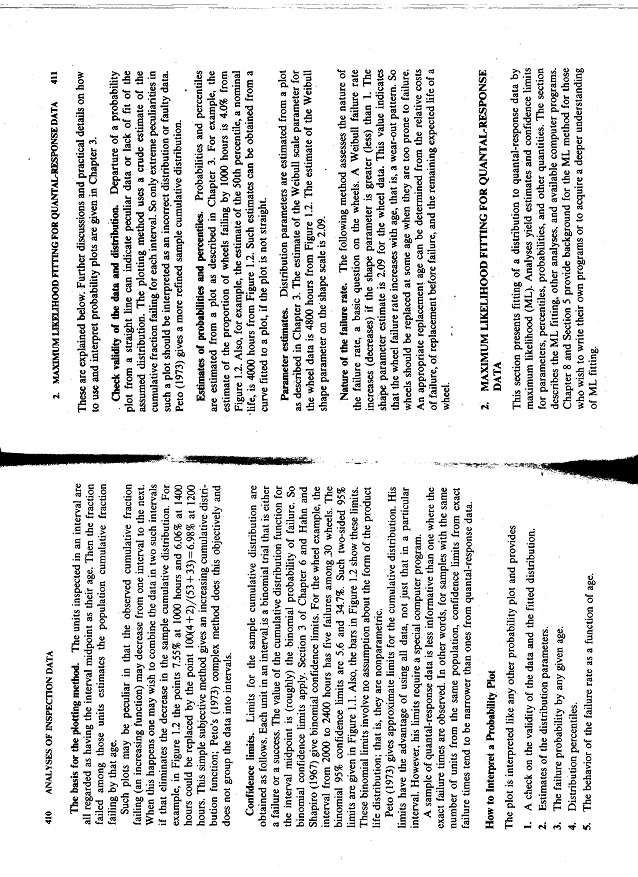 410 ANALYSES OF INSPECTION DATA
The basis for the plotting method. The units inspected in an interval are
all regarded as having the interval midpoint as their age. Then the fraction
failed among those units estimates the population cumulative fraction
failing by that age.
Such plots may be peculiar in that the observed cumulative fraction
failing (an increasing function) may decrease from one interval to the next.
When this happens one may wish to combine the data in two such intervals
if that eliminates the decrease in the sample cumulative distribution. For
example, in Figure 1.2 the points 7.55% at 1000 hours and 6.06% at 1400
hours could be replaced by the point 100(4+2)/(53+33)=6.98% at 1200
hours. This simple subjective method gives an increasing cumulative distri-
bution function; Peto's (1973) complex method does this objectively and
does not group the data into intervals.
Confidence limits. Limits for the sample cumulative distribution are
obtained as follows. Each unit in an interval is a binomial trial that is either
a failure or a success. The value of the cumulative distribution function for
the interval midpoint is (roughly) the binomial probability of failure. So
binomial confidence limits apply. Section 3 of Chapter 6 and Hahn and
Shapiro (1967) give binomial confidence limits. For the wheel example, the
interval from 2000 to 2400 hours has five failures among 30 wheels. The
binomial 95% confidence limits are 5.6 and 34.7%. Such two-sided 95%
limits are given in Figure 1.1. Also, the bars in Figure 1.2 show these limits.
These binomial limits involve no assumption about the form of the product
life distribution; that is, they are nonparametric.
Peto (1973) gives approximate limits for the cumulative distribution. His
limits have the advantage of using all data, not just that in a particular
interval. However, his limits require a special computer program.
A sample of quantal-response data is less informative than one where the
exact failure times are observed. In other words, for samples with the same
number of units from the same population, confidence limits from exact
failure times tend to be narrower than ones from quantal-response data.
How to Interpret a Probability Plot
The plot is interpreted like any other probability plot and provides
1. A check on the validity of the data and the fitted distribution.
2. Estimates of the distribution parameters.
3. The failure probability by any given age.
4. Distribution percentiles.
5. The behavior of the failure rate as a function of age.
2. MAXIMUM LIKELIHOOD FITTING FOR QUANTAL-RESPONSE DATA 411
These are explained below. Further discussions and practical details on how
to use and interpret probability plots are given in Chapter 3.
Check validity of the data and distribution. Departure of a probability
plot from a straight line can indicate peculiar data or lack of fit of the
assumed distribution. The plotting method uses a crude estimate of the
cumulative fraction failing for each interval. So only extreme peculiarities in
such a plot should be interpreted as an incorrect distribution or faulty data.
Peto (1973) gives a more refined sample cumulative distribution.
Estimates of probabilities and percentiles. Probabilities and percentiles
are estimated from a plot as described in Chapter 3. For example, the
estimate of the proportion of wheels failing by 1000 hours is 4.0% from
Figure 1.2. Also, for example, the estimate of the 50th percentile, a nominal
life, is 4000 hours from Figure 1.2. Such estimates can be obtained from a
curve fitted to a plot, if the plot is not straight.
Parameter estimates. Distribution parameters are estimated from a plot
as described in Chapter 3. The estimate of the Weibull scale parameter for
the wheel data is 4800 hours from Figure 1.2. The estimate of the Weibull
shape parameter on the shape scale is 2.09.
Nature of the failure rate. The following method assesses the nature of
the failure rate, a basic question on the wheels. A Weibull failure rate
increases (decreases) if the shape parameter is greater (less) than 1. The
shape parameter estimate is 2.09 for the wheel data. This value indicates
that the wheel failure rate increases with age, that is, a wear-out pattern. So
wheels should be replaced at some age when they are too prone to failure.
An appropriate replacement age can be determined from the relative costs
of failure, of replacement before failure, and the remaining expected life of a
wheel.
2. MAXIMUM LIKELIHOOD FITTING FOR QUANTAL-RESPONSE
DATA
This section presents fitting of a distribution to quantal-response data by
maximum likelihood (ML). Analyses yield estimates and confidence limits
for parameters, percentiles, probabilities, and other quantities. The section
describes the ML fitting, other analyses, and available computer programs.
Chapter 8 and Section 5 provide background for the ML method for those
who wish to write their own programs or to acquire a deeper understanding
of ML fitting.